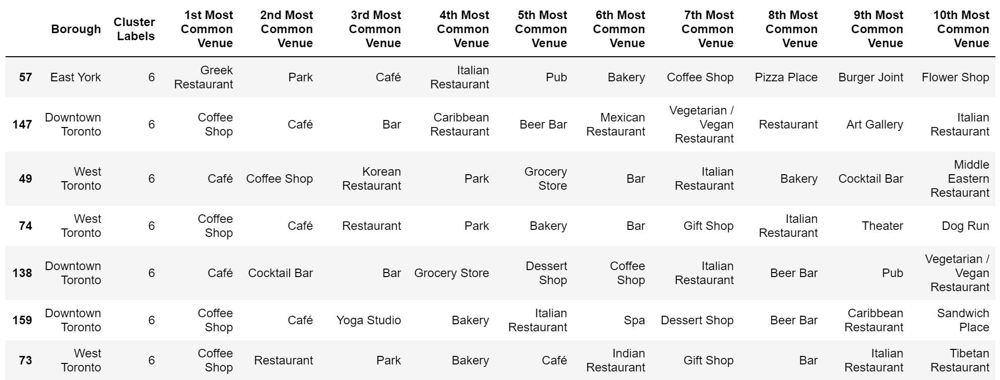 Borough Cluster Labels 1st Most Common Venue 2nd Most Common Venue 3rd Most Common Venue 4th Most Common Venue 5th Most Common Venue 6th Most Common Venue 7th Most Common Venue 8th Most Common Venue 9th Most Common Venue 10th Most Common Venue
57 East York 6 Greek Restaurant Park Café Italian Restaurant Pub Bakery Coffee Shop Pizza Place Burger Joint Flower Shop
147 Downtown Toronto 6 Coffee Shop Café Bar Caribbean Restaurant Beer Bar Mexican Restaurant Vegetarian / Vegan Restaurant Restaurant Art Gallery Italian Restaurant
49 West Toronto 6 Café Coffee Shop Korean Restaurant Park Grocery Store Bar Italian Restaurant Bakery Cocktail Bar Middle Eastern Restaurant
74 West Toronto 6 Coffee Shop Café Restaurant Park Bakery Bar Gift Shop Italian Restaurant Theater Dog Run
138 Downtown Toronto 6 Café Cocktail Bar Bar Grocery Store Dessert Shop Coffee Shop Italian Restaurant Beer Bar Pub Vegetarian / Vegan Restaurant
159 Downtown Toronto 6 Coffee Shop Café Yoga Studio Bakery Italian Restaurant Spa Dessert Shop Beer Bar Caribbean Restaurant Sandwich Place
73 West Toronto 6 Coffee Shop Restaurant Park Bakery Café Indian Restaurant Gift Shop Bar Italian Restaurant Tibetan Restaurant